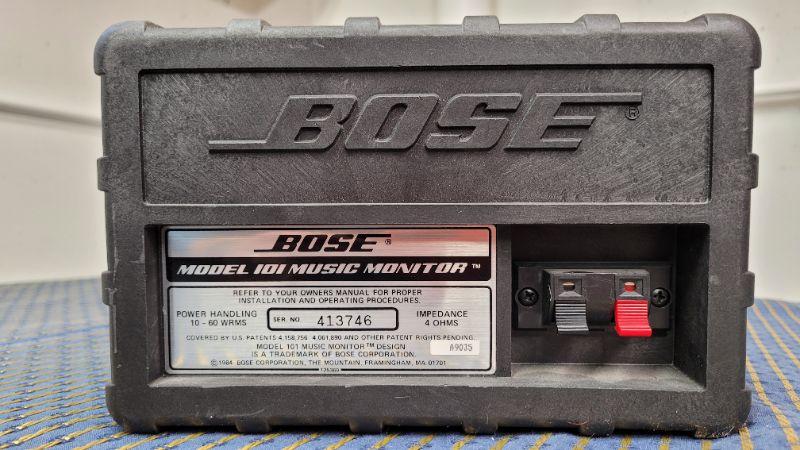 BOSE®
BOSE®
MODEL 101 MUSIC MONITOR™
REFER TO YOUR OWNERS MANUAL FOR PROPER
INSTALLATION AND OPERATING PROCEDURES.
POWER HANDLING
10 - 60 WRMS
SER. NO. 413746
IMPEDANCE
4 OHMS
COVERED BY U.S. PATENTS 4,158,756 4,061,890 AND OTHER PATENT RIGHTS PENDING.
MODEL 101 MUSIC MONITOR™ DESIGN
IS A TRADEMARK OF BOSE CORPORATION.
A9035
©1984 BOSE CORPORATION, THE MOUNTAIN, FRAMINGHAM, MA 01701